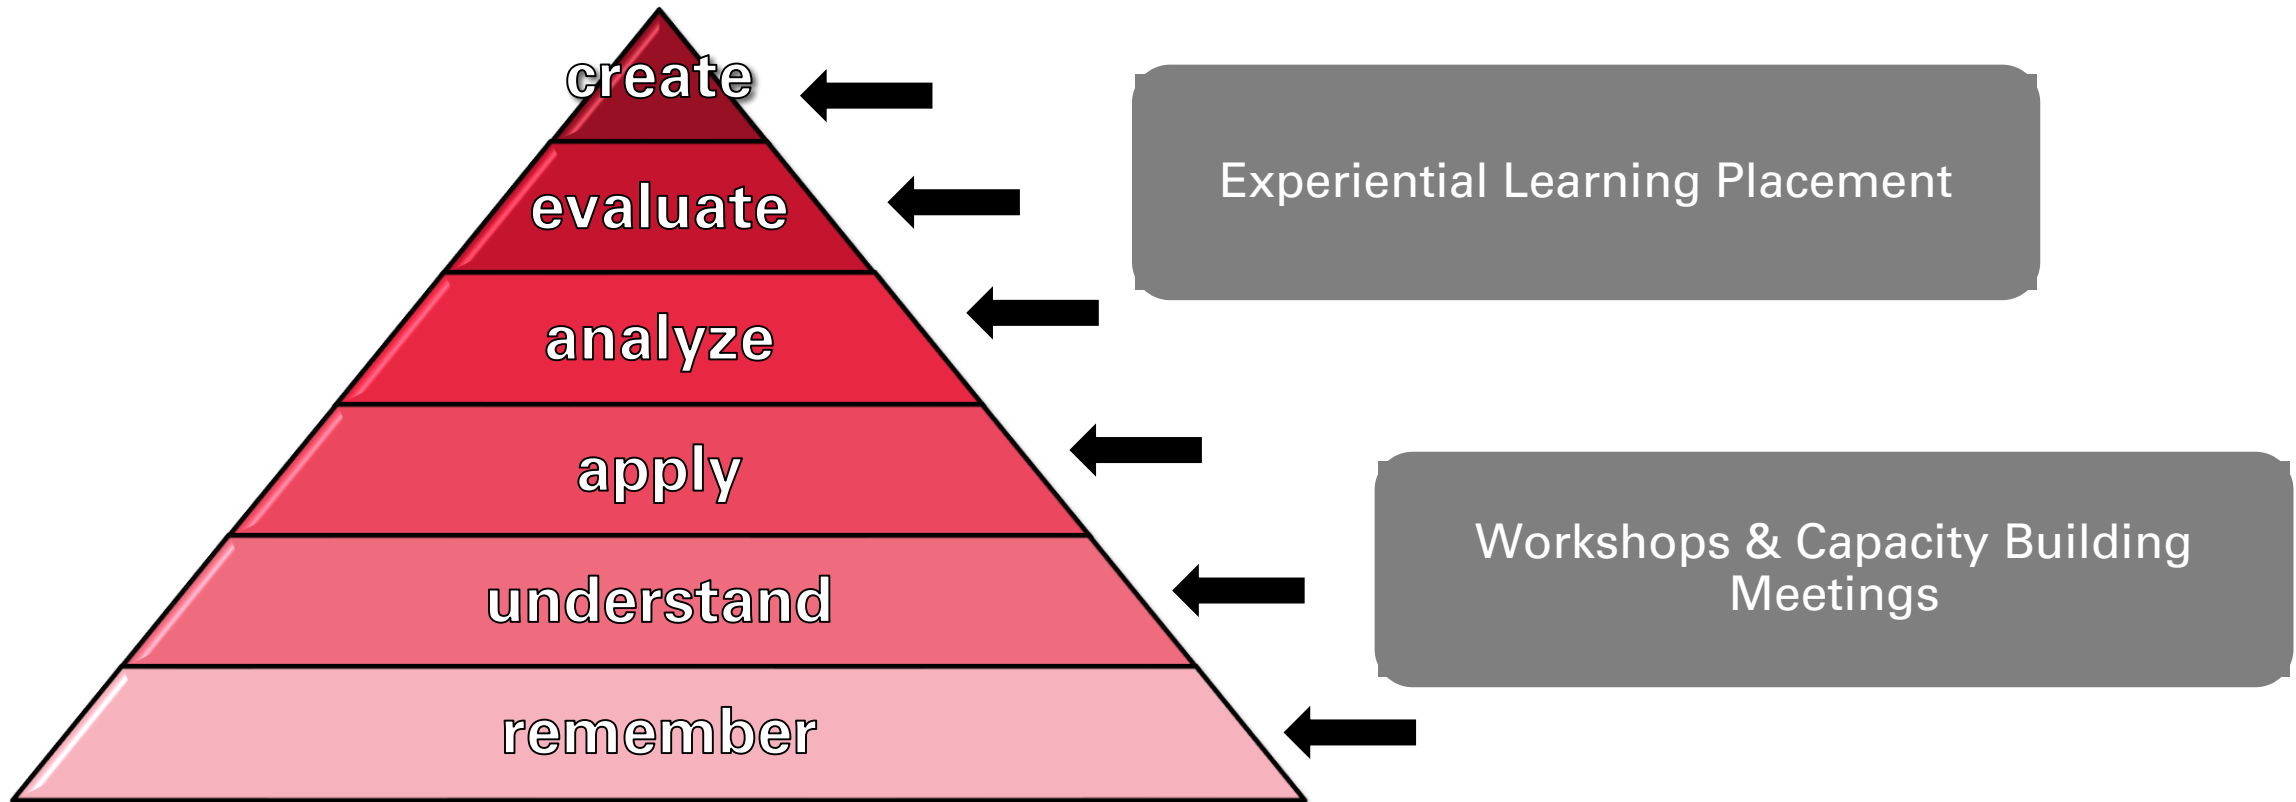 create
evaluate
analyze
apply
understand
remember
Experiential Learning Placement
Workshops & Capacity Building
Meetings